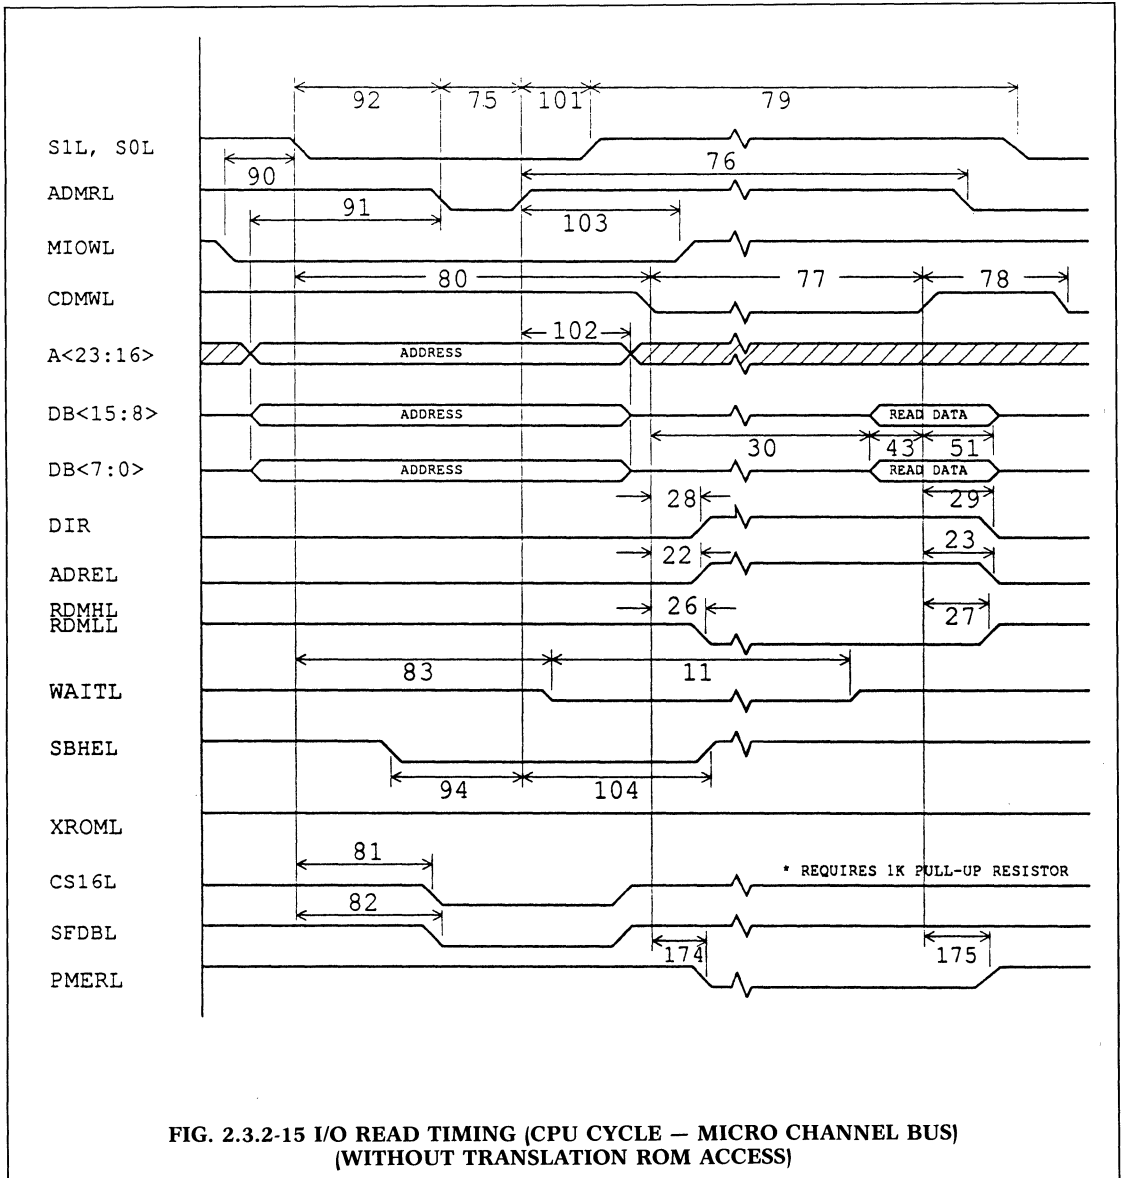 92 75 101 79
S1L, S0L
76
90
ADMRL
91
103
MIOWL
80 77 78
CDMWL
102
A<23:16> ADDRESS
DB<15:8> ADDRESS READ DATA
30 43 51
DB<7:0> ADDRESS READ DATA
28 29
DIR
22 23
ADREL
26 27
RDMHL
RDMLL
83 11
WAITL
SBHEL
94 104
XROML
81
* REQUIRES 1K PULL-UP RESISTOR
CS16L
82
SFDBL
174 175
PMERL
FIG. 2.3.2-15 I/O READ TIMING (CPU CYCLE — MICRO CHANNEL BUS)
(WITHOUT TRANSLATION ROM ACCESS)